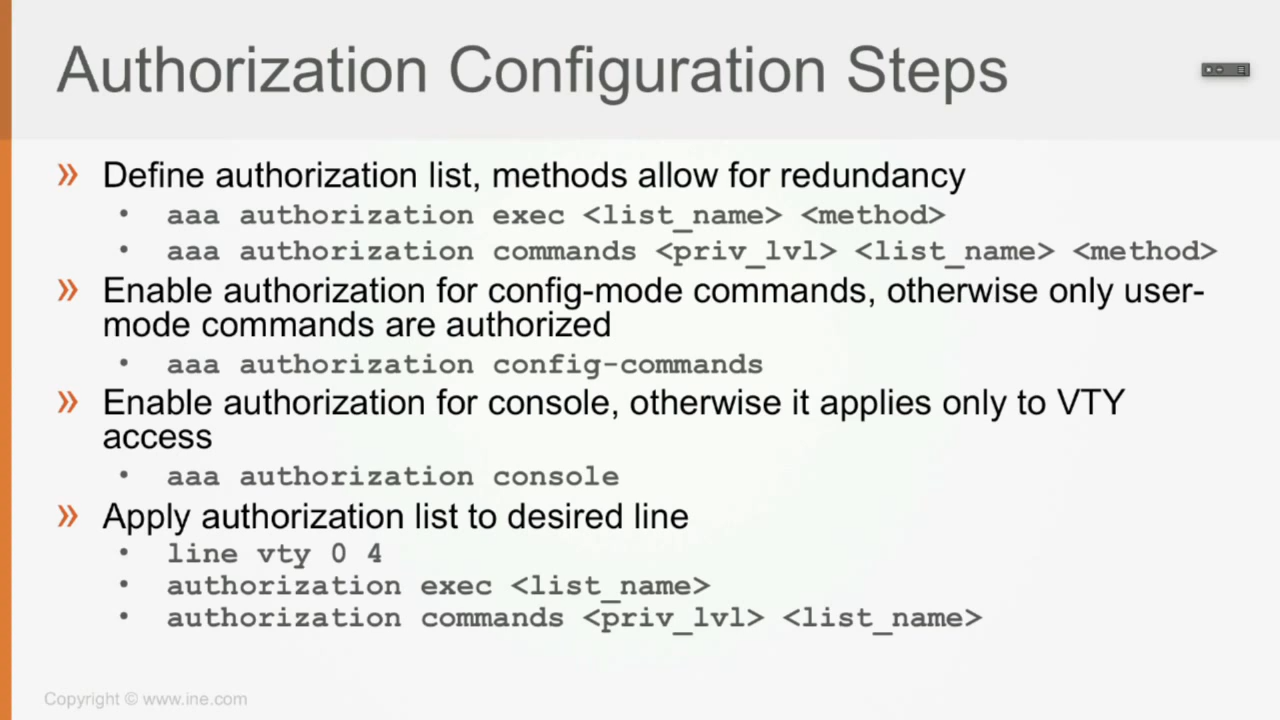 Authorization Configuration Steps
» Define authorization list, methods allow for redundancy
• aaa authorization exec <list_name> <method>
• aaa authorization commands <priv_lvl> <list_name> <method>
» Enable authorization for config-mode commands, otherwise only user-
mode commands are authorized
• aaa authorization config-commands
» Enable authorization for console, otherwise it applies only to VTY
access
• aaa authorization console
» Apply authorization list to desired line
• line vty 0 4
• authorization exec <list_name>
• authorization commands <priv_lvl> <list_name>
Copyright © www.ine.com